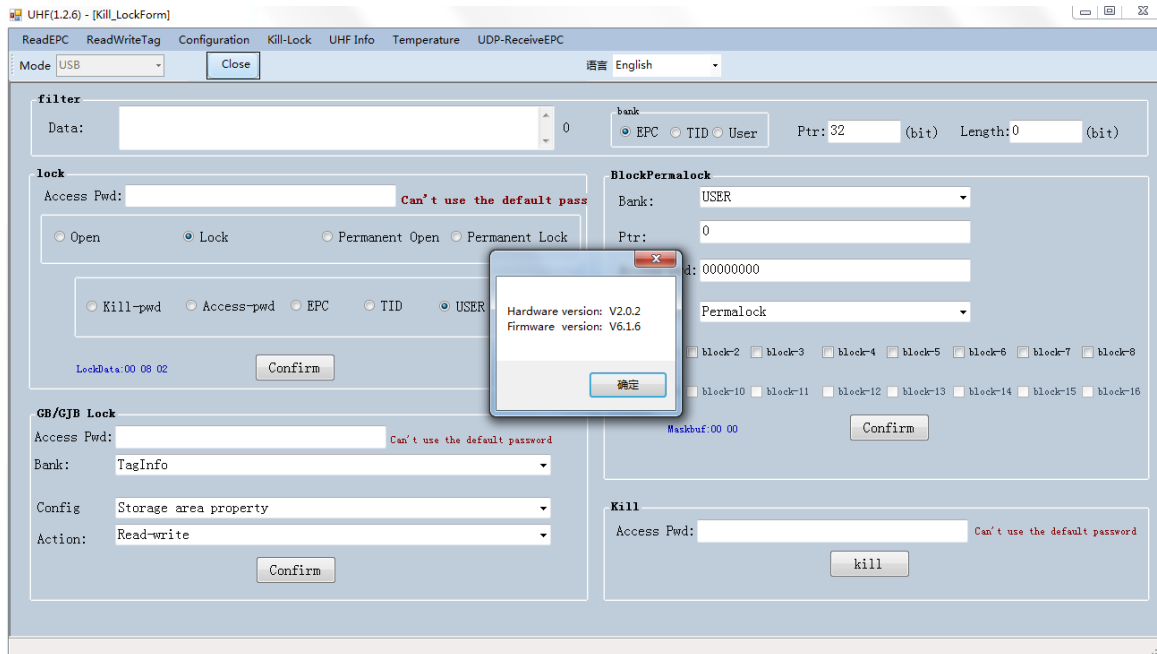 UHF(1.2.6) - [Kill_LockForm]
ReadEPC ReadWriteTag Configuration Kill-Lock UHF Info Temperature UDP-ReceiveEPC
Mode USB Close 语言 English
filter
Data: 0
bank
EPC TID User Ptr: 32 (bit) Length: 0 (bit)
lock
Access Pwd: Can't use the default pass
Open Lock Permanent Open Permanent Lock
Kill-pwd Access-pwd EPC TID USER
LockData:00 08 02 Confirm
BlockPermalock
Bank: USER
Ptr: 0
d: 00000000
Permalock
block-2 block-3 block-4 block-5 block-6 block-7 block-8
block-10 block-11 block-12 block-13 block-14 block-15 block-16
Maskbuf:00 00 Confirm
Hardware version: V2.0.2
Firmware version: V6.1.6
确定
GB/GJB Lock
Access Pwd: Can't use the default password
Bank: TagInfo
Config Storage area property
Action: Read-write
Confirm
Kill
Access Pwd: Can't use the default password
kill